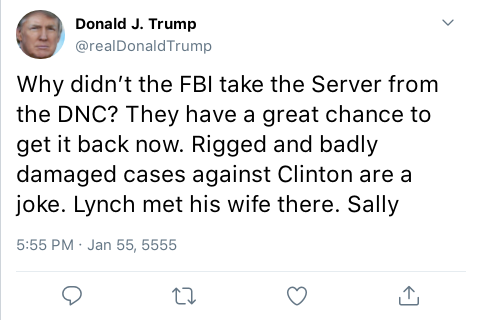 Donald J. Trump
@realDonaldTrump
Why didn’t the FBI take the Server from
the DNC? They have a great chance to
get it back now. Rigged and badly
damaged cases against Clinton are a
joke. Lynch met his wife there. Sally
5:55 PM · Jan 55, 5555